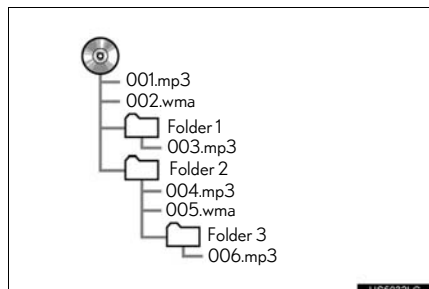 001.mp3
002.wma
Folder 1
003.mp3
Folder 2
004.mp3
005.wma
Folder 3
006.mp3